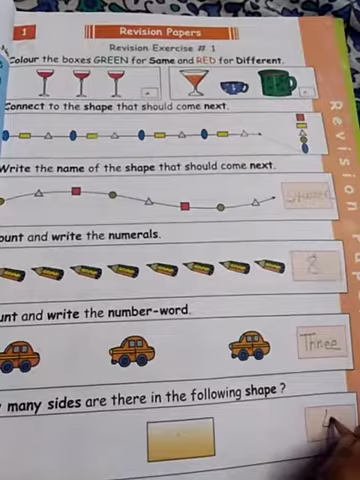 1
Revision Papers
Revision Exercise # 1
Colour the boxes GREEN for Same and RED for Different.
Connect to the shape that should come next.
Write the name of the shape that should come next.
Square
ount and write the numerals.
8
unt and write the number-word.
Three
many sides are there in the following shape ?
4
Revision Pap